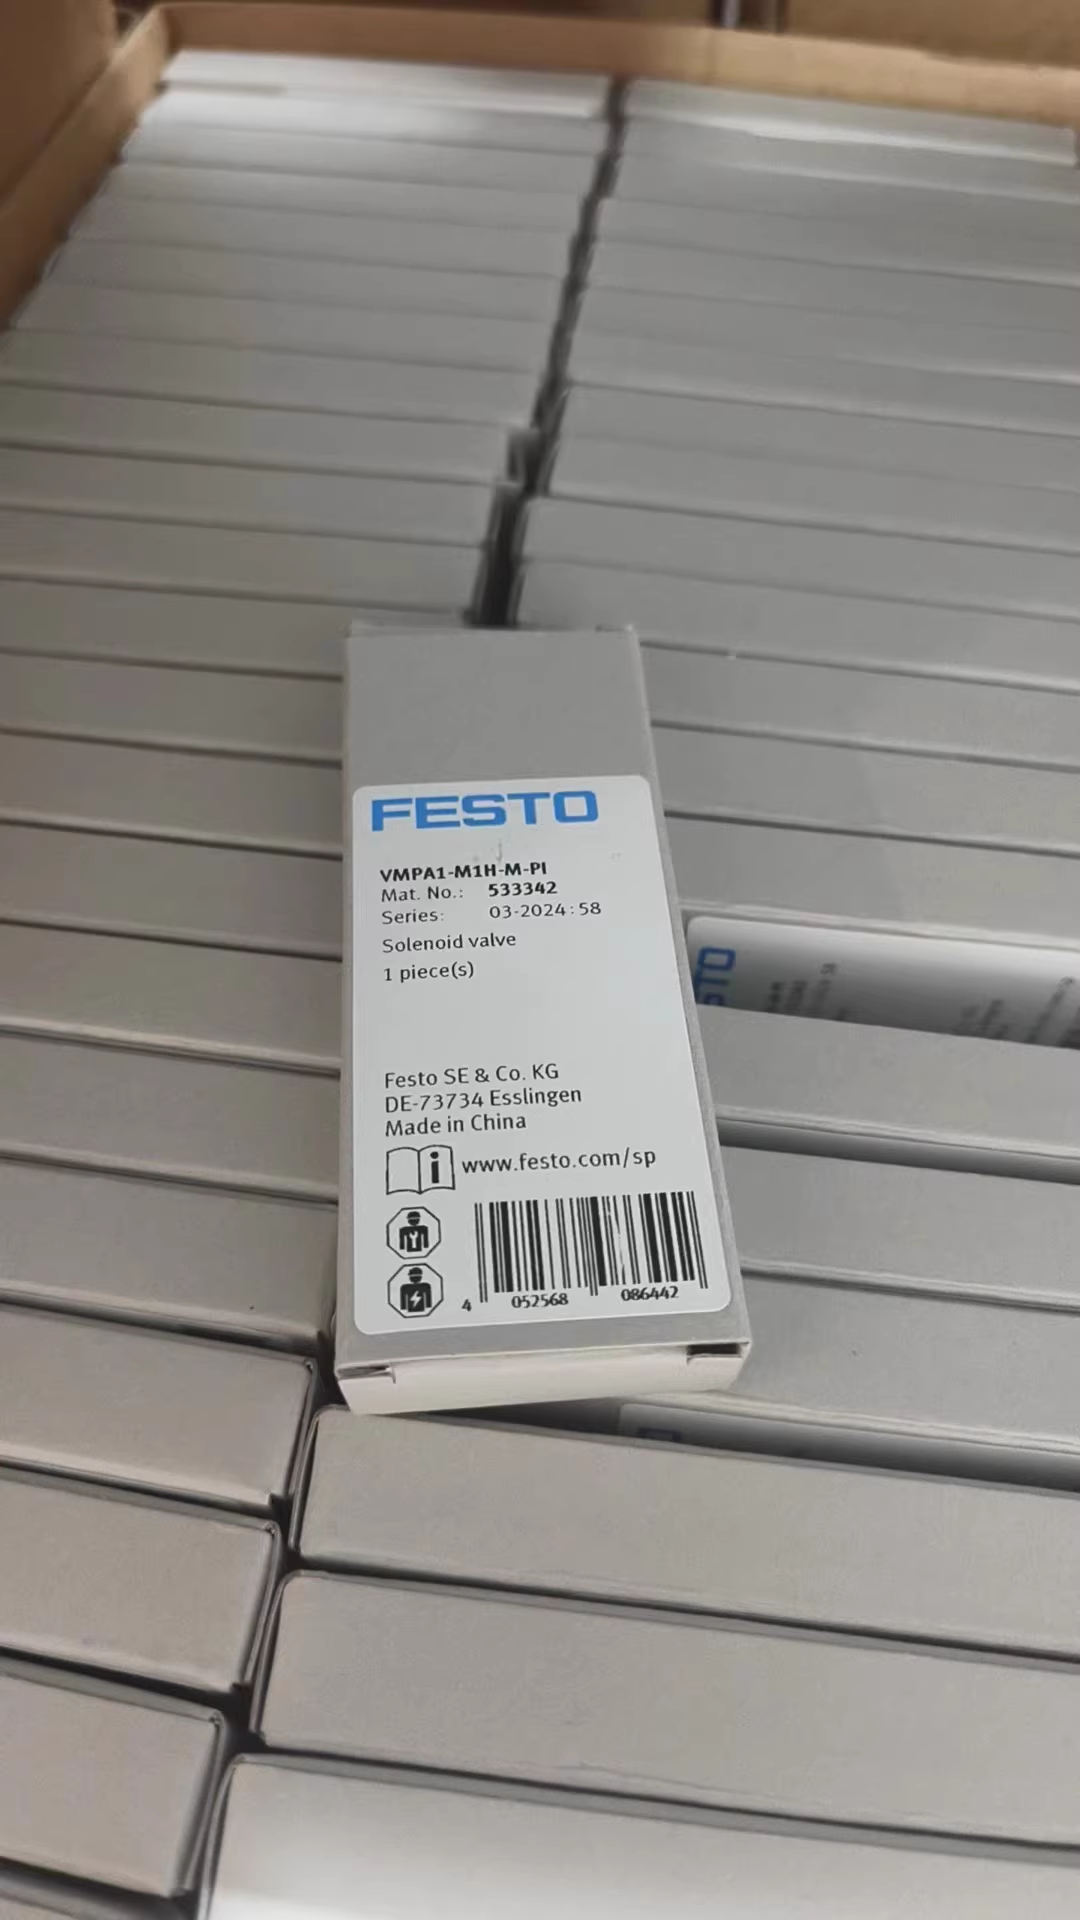 FESTO
VMPA1-M1H-M-PI
Mat. No.: 533342
Series: 03-2024:58
Solenoid valve
1 piece(s)
Festo SE & Co. KG
DE-73734 Esslingen
Made in China
i www.festo.com/sp
4 052568 086442
STO